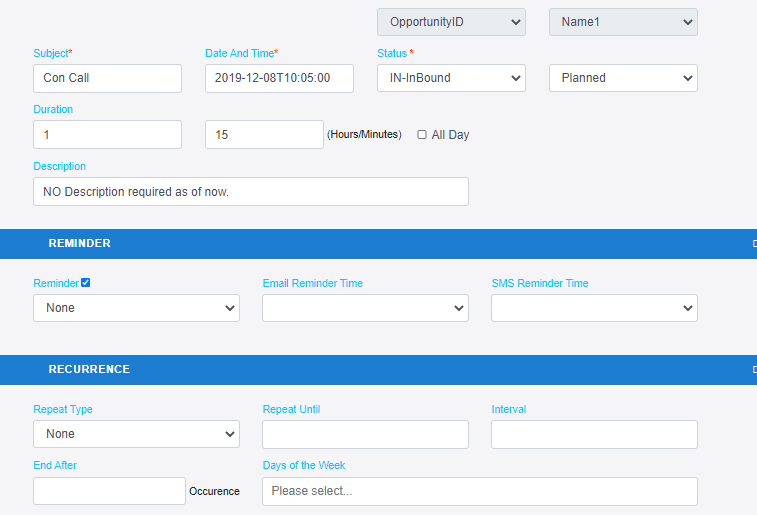 OpportunityID Name1
Subject* Date And Time* Status *
Con Call 2019-12-08T10:05:00 IN-InBound Planned
Duration
1 15 (Hours/Minutes) All Day
Description
NO Description required as of now.
REMINDER
Reminder Email Reminder Time SMS Reminder Time
None
RECURRENCE
Repeat Type Repeat Until Interval
None
End After Days of the Week
Occurence Please select...